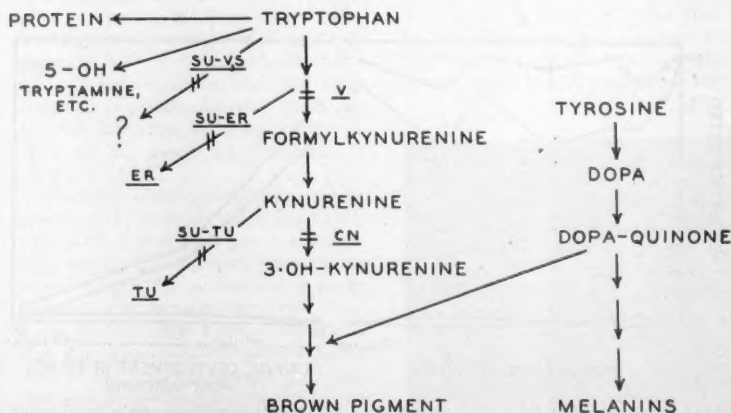 PROTEIN
TRYPTOPHAN
5-OH
TRYPTAMINE,
ETC.
SU-VS
?
V
SU-ER
ER
FORMYLKYNURENINE
KYNURENINE
SU-TU
TU
CN
3·OH-KYNURENINE
BROWN PIGMENT
TYROSINE
DOPA
DOPA-QUINONE
MELANINS